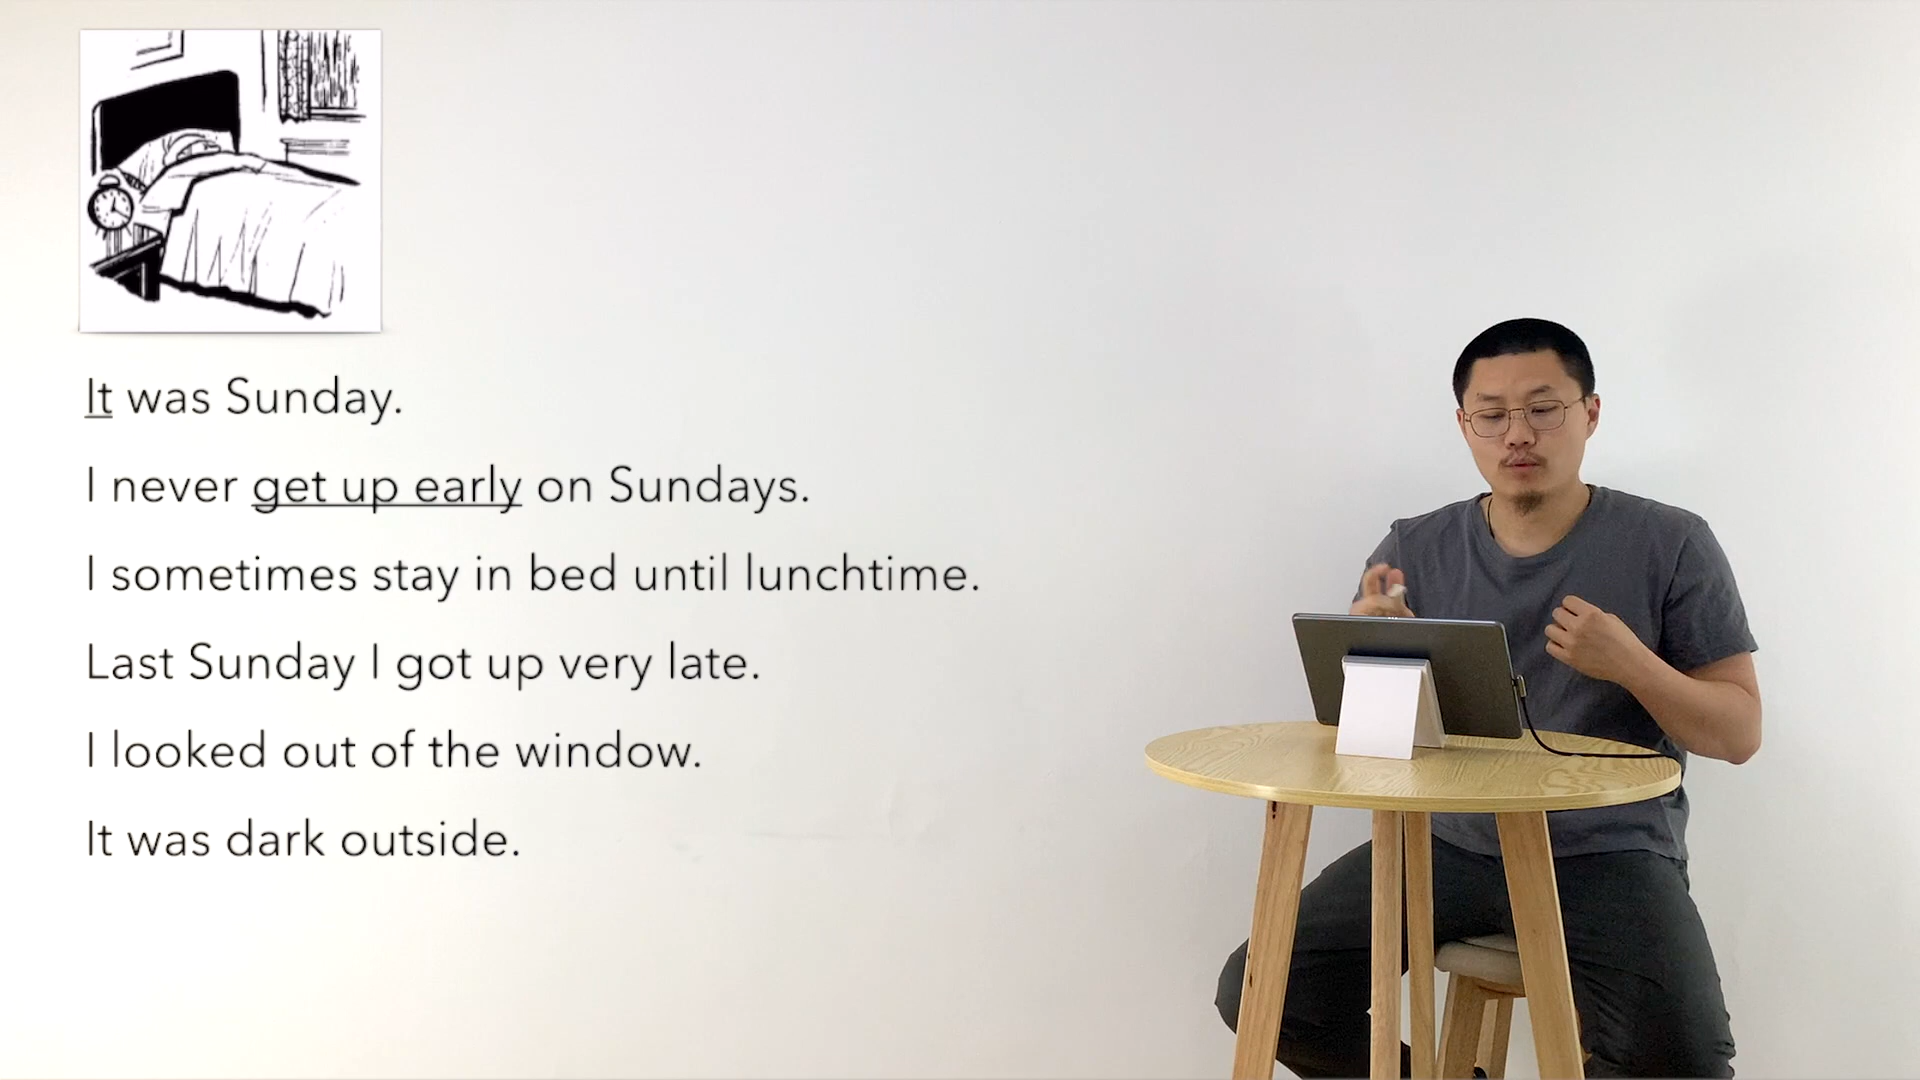 It was Sunday.
I never get up early on Sundays.
I sometimes stay in bed until lunchtime.
Last Sunday I got up very late.
I looked out of the window.
It was dark outside.